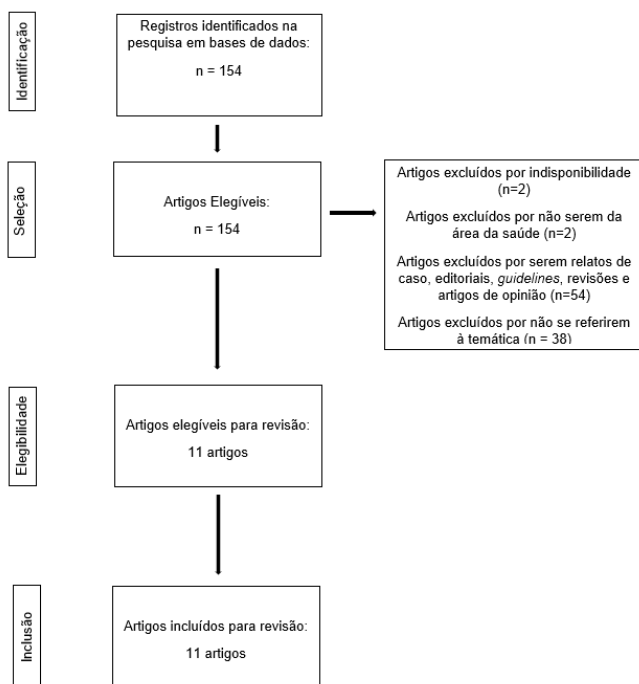 Identificação
Registros identificados na
pesquisa em bases de dados:
n = 154
Seleção
Artigos Elegíveis:
n = 154
Artigos excluídos por indisponibilidade
(n=2)
Artigos excluídos por não serem da
área da saúde (n=2)
Artigos excluídos por serem relatos de
caso, editoriais, guidelines, revisões e
artigos de opinião (n=54)
Artigos excluídos por não se referirem
à temática (n = 38)
Elegibilidade
Artigos elegíveis para revisão:
11 artigos
Inclusão
Artigos incluídos para revisão:
11 artigos